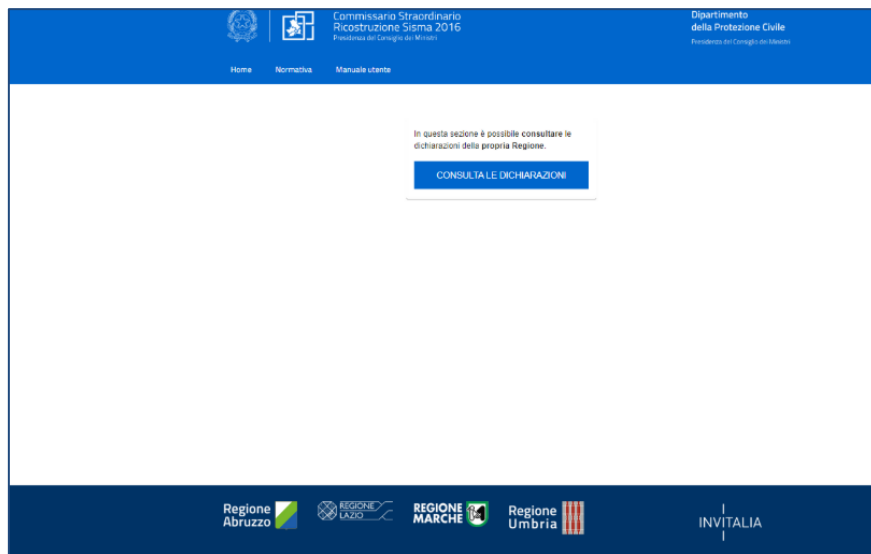 Commissario Straordinario
Ricostruzione Sisma 2016
Presidenza del Consiglio dei Ministri
Dipartimento
della Protezione Civile
Presidenza del Consiglio dei Ministri
Home Normativa Manuale utente
In questa sezione è possibile consultare le
dichiarazioni della propria Regione.
CONSULTA LE DICHIARAZIONI
Regione
Abruzzo
REGIONE
LAZIO
REGIONE
MARCHE
Regione
Umbria
INVITALIA